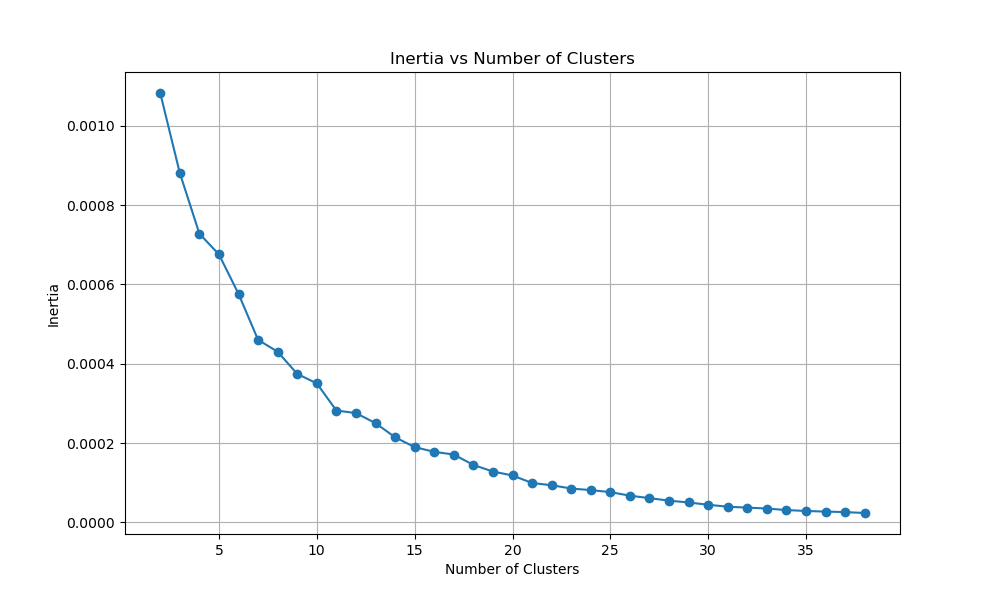 Inertia vs Number of Clusters
0.0010
0.0008
0.0006
0.0004
0.0002
0.0000
Inertia
5 10 15 20 25 30 35
Number of Clusters